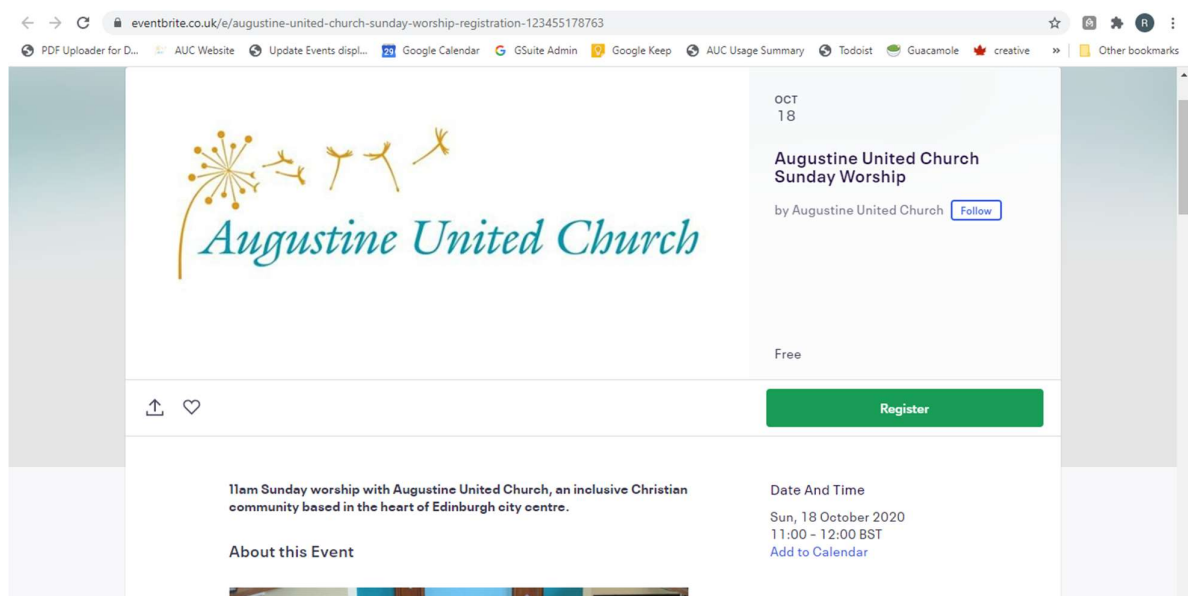 eventbrite.co.uk/e/augustine-united-church-sunday-worship-registration-123455178763
R
PDF Uploader for D... AUC Website Update Events displ... 29 Google Calendar G GSuite Admin Google Keep AUC Usage Summary Todoist Guacamole creative » Other bookmarks
Augustine United Church
OCT
18
Augustine United Church
Sunday Worship
by Augustine United Church Follow
Free
Register
11am Sunday worship with Augustine United Church, an inclusive Christian
community based in the heart of Edinburgh city centre.
About this Event
Date And Time
Sun, 18 October 2020
11:00 – 12:00 BST
Add to Calendar